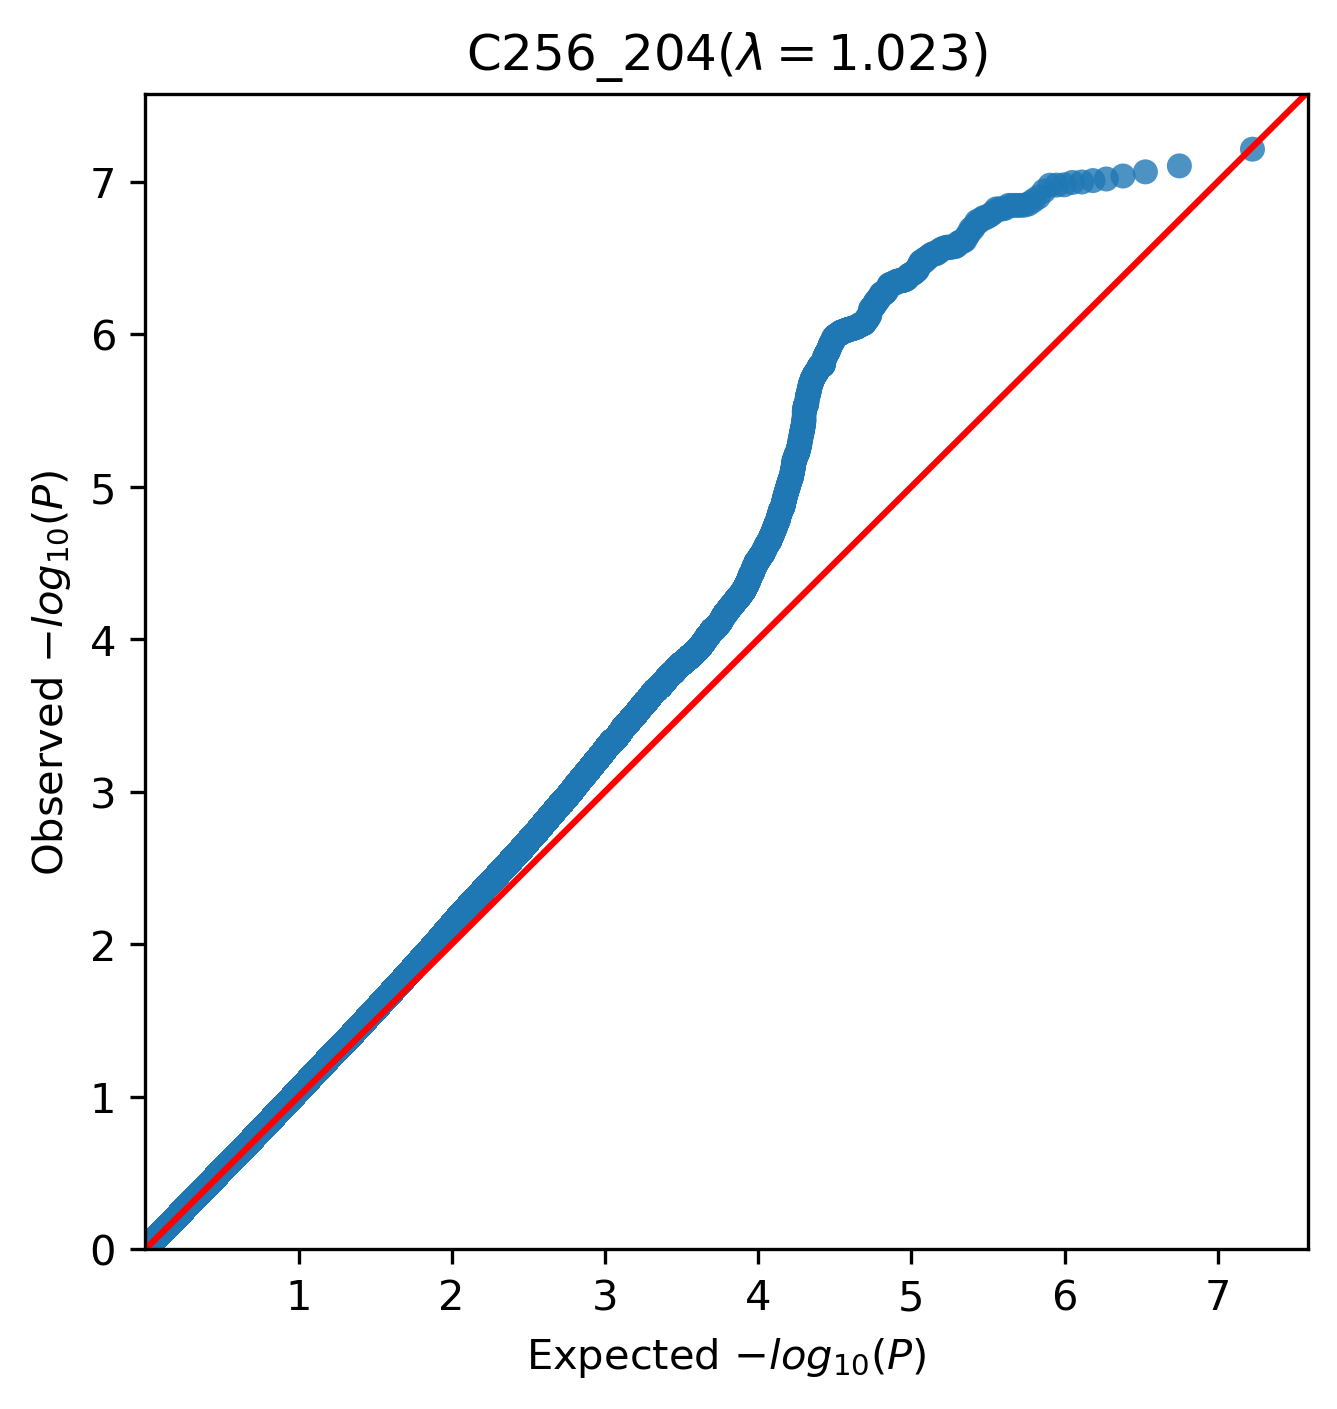 C256_204(λ = 1.023)
Observed −log₁₀(P)
7
6
5
4
3
2
1
0
1 2 3 4 5 6 7
Expected −log₁₀(P)